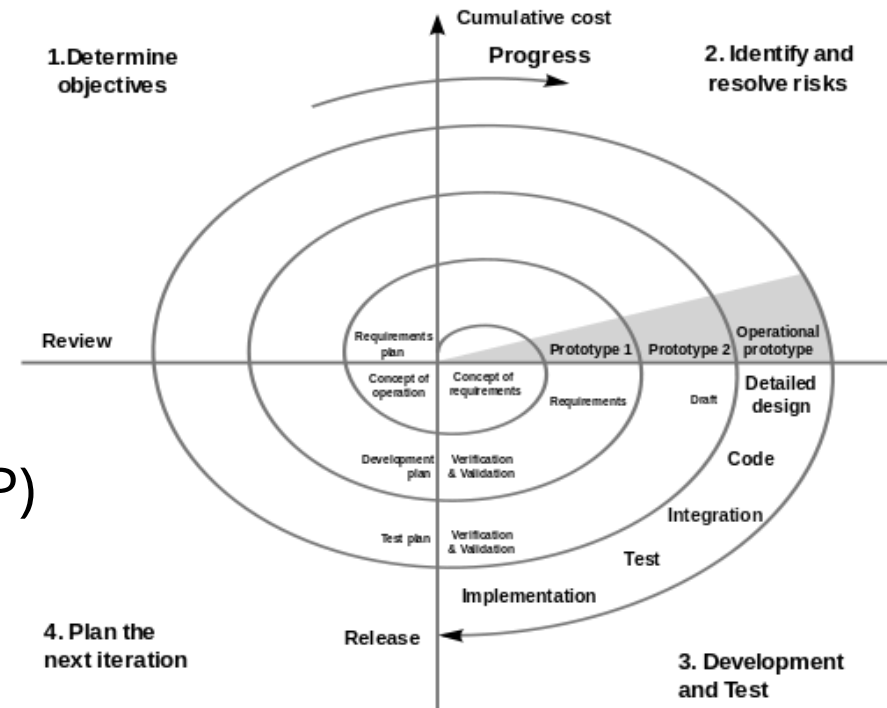 Cumulative cost
Progress
1.Determine
objectives
2. Identify and
resolve risks
Review
Requirements
plan
Prototype 1
Prototype 2
Operational
prototype
Concept of
operation
Concept of
requirements
Requirements
Draft
Detailed
design
Code
Development
plan
Verification
& Validation
P)
Integration
Test plan
Verification
& Validation
Test
Implementation
Release
4. Plan the
next iteration
3. Development
and Test